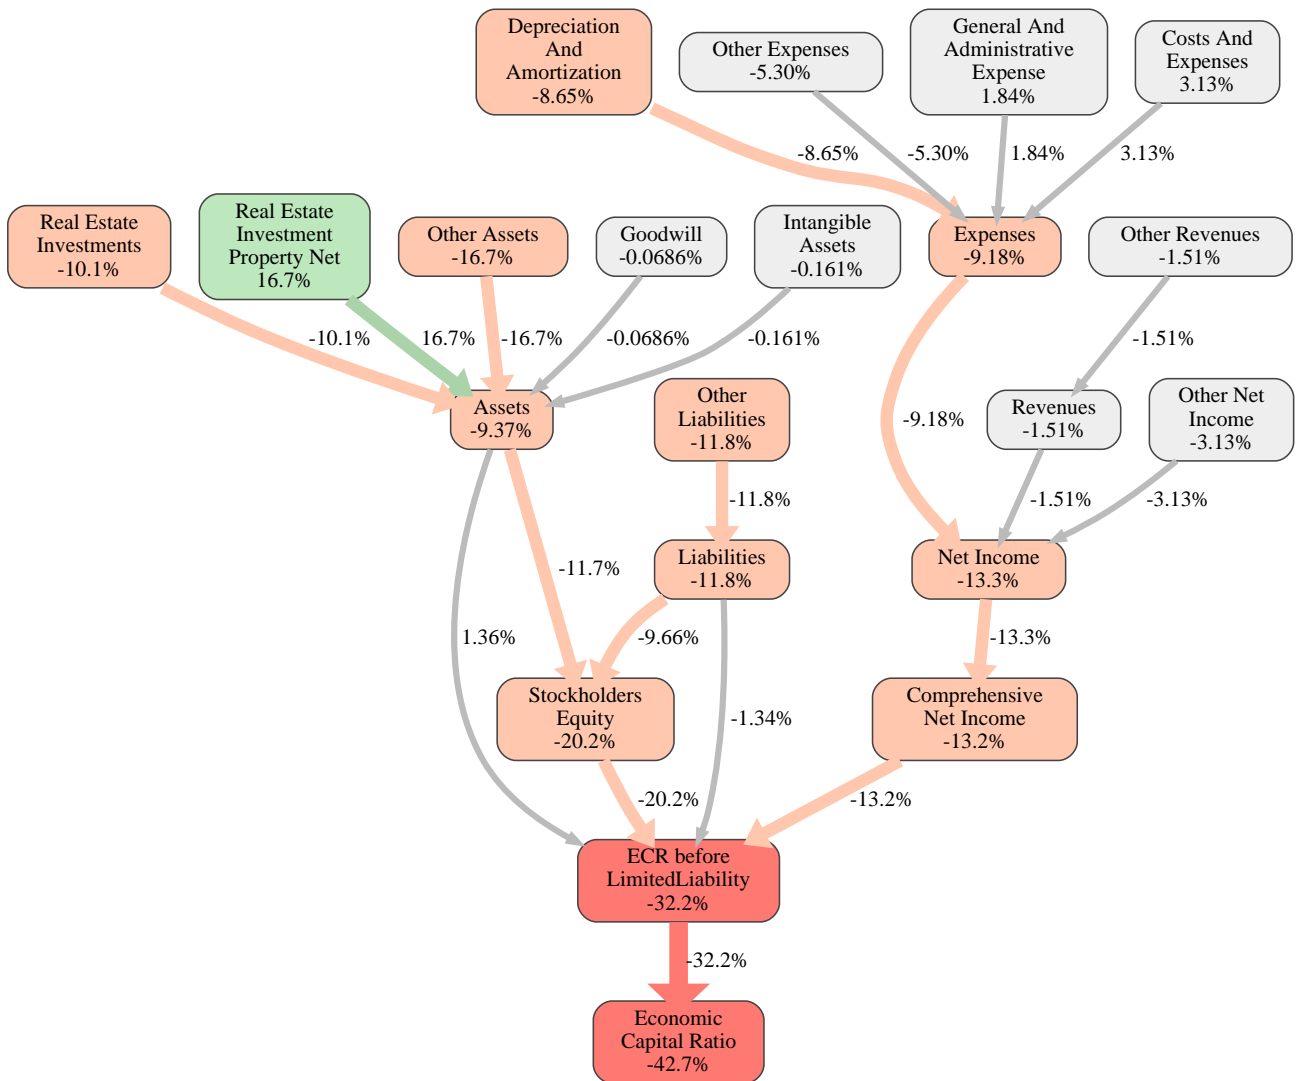 Depreciation
And
Amortization
-8.65%
Other Expenses
-5.30%
General And
Administrative
Expense
1.84%
Costs And
Expenses
3.13%
-8.65%
-5.30%
1.84%
3.13%
Real Estate
Investments
-10.1%
Real Estate
Investment
Property Net
16.7%
Other Assets
-16.7%
Goodwill
-0.0686%
Intangible
Assets
-0.161%
Expenses
-9.18%
Other Revenues
-1.51%
-10.1%
16.7%
-16.7%
-0.0686%
-0.161%
-1.51%
Assets
-9.37%
Other
Liabilities
-11.8%
-9.18%
Revenues
-1.51%
Other Net
Income
-3.13%
-11.8%
-1.51%
-3.13%
-11.7%
Liabilities
-11.8%
Net Income
-13.3%
1.36%
-9.66%
-13.3%
Stockholders
Equity
-20.2%
-1.34%
Comprehensive
Net Income
-13.2%
-20.2%
-13.2%
ECR before
LimitedLiability
-32.2%
-32.2%
Economic
Capital Ratio
-42.7%